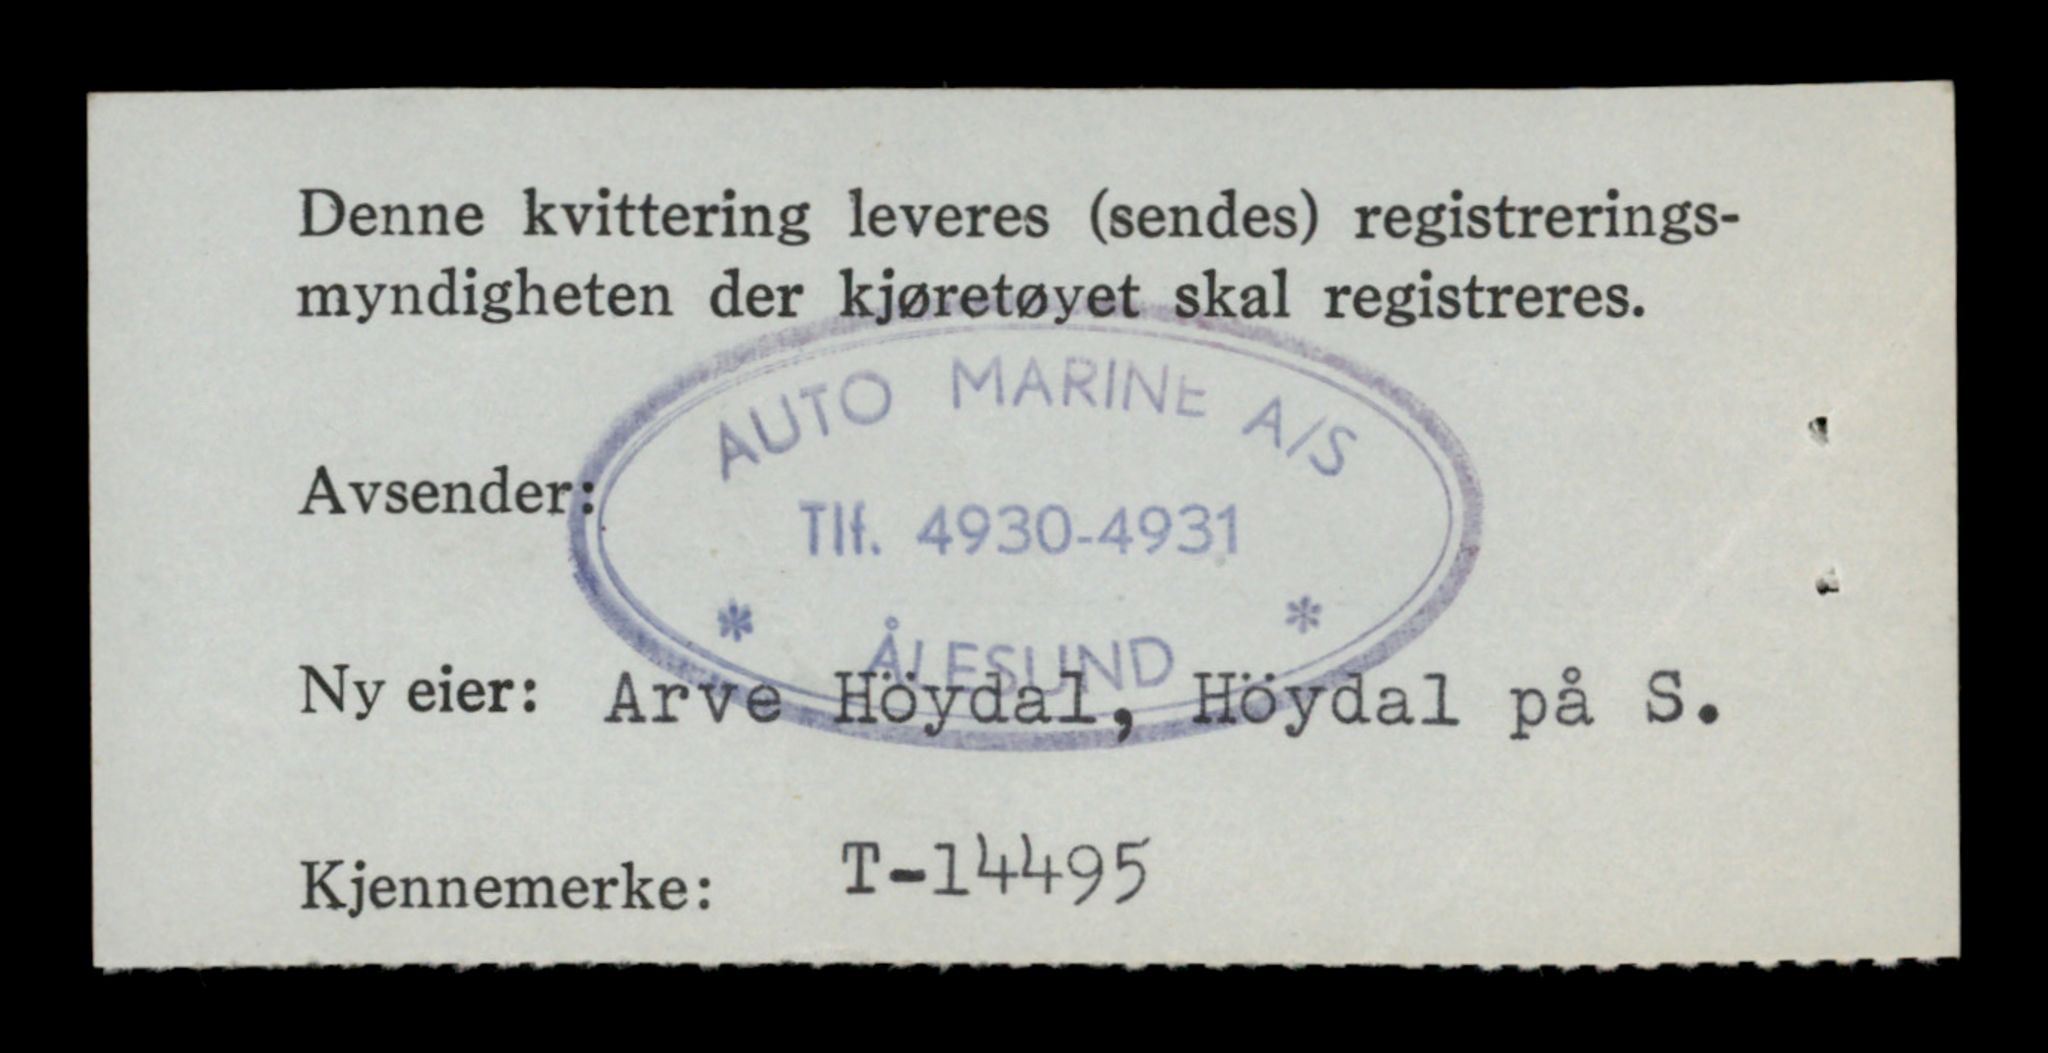 Denne kvittering leveres (sendes) registrerings-
myndigheten der kjøretøyet skal registreres.
AUTO MARINE A/S
Avsender:
Tlf. 4930-4931
* ÅLESUND *
Ny eier: Arve Höydal, Höydal på S.
Kjennemerke: T-14495